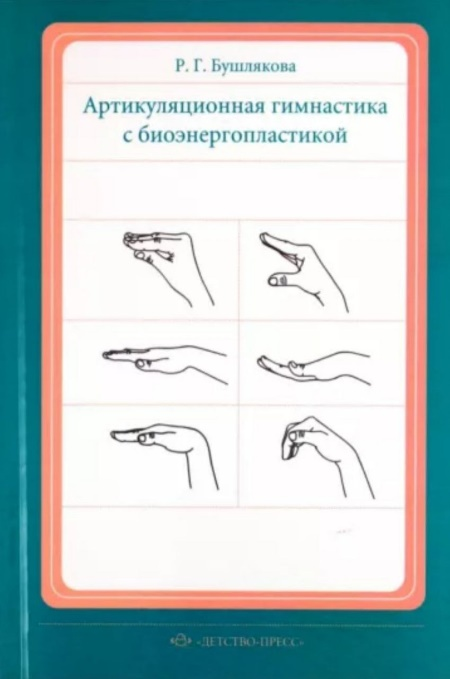 Р. Г. Бушлякова
Артикуляционная гимнастика
с биоэнергопластикой
«ДЕТСТВО-ПРЕСС»